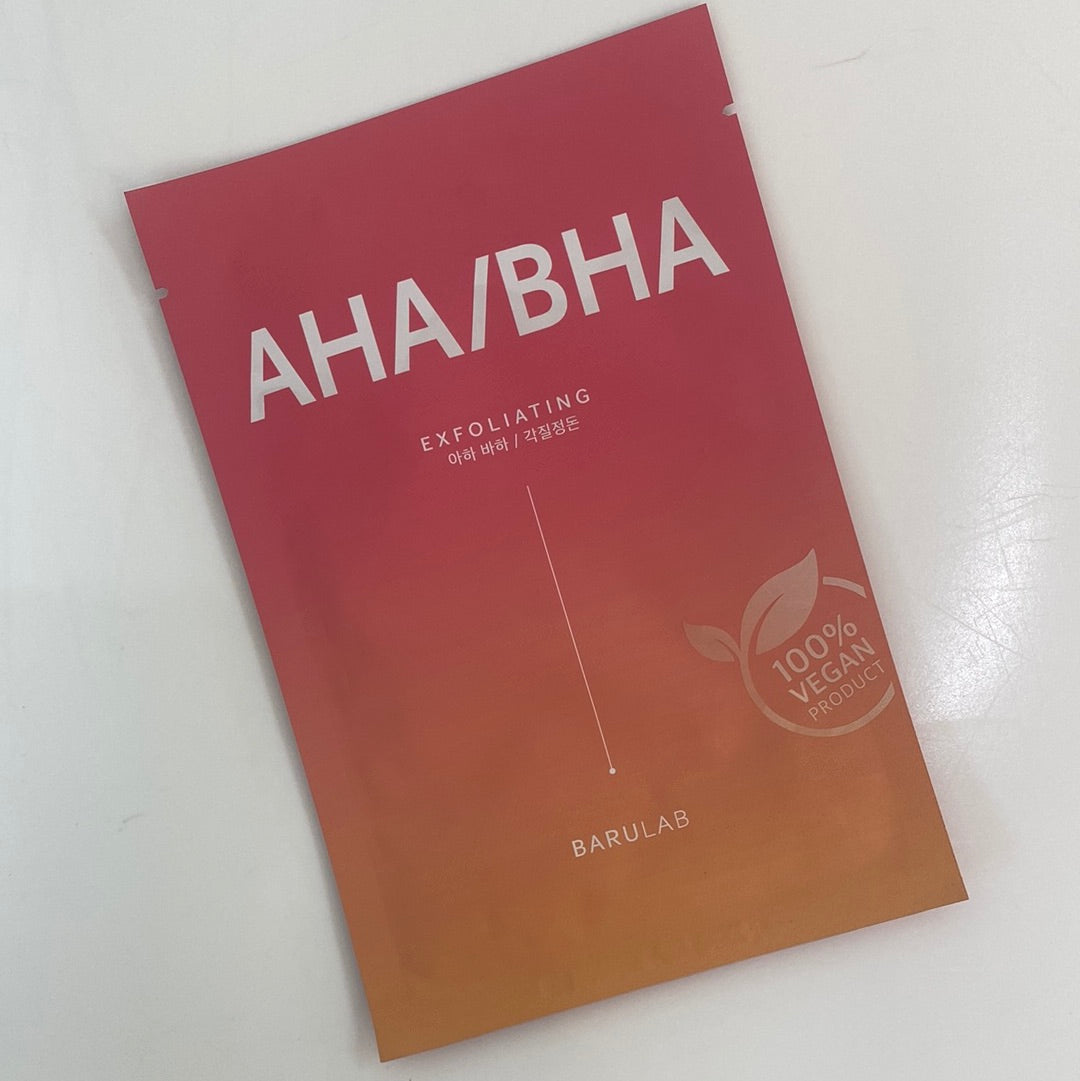 AHA/BHA
EXFOLIATING
아하 바하 / 각질정돈
100%
VEGAN
PRODUCT
BARULAB